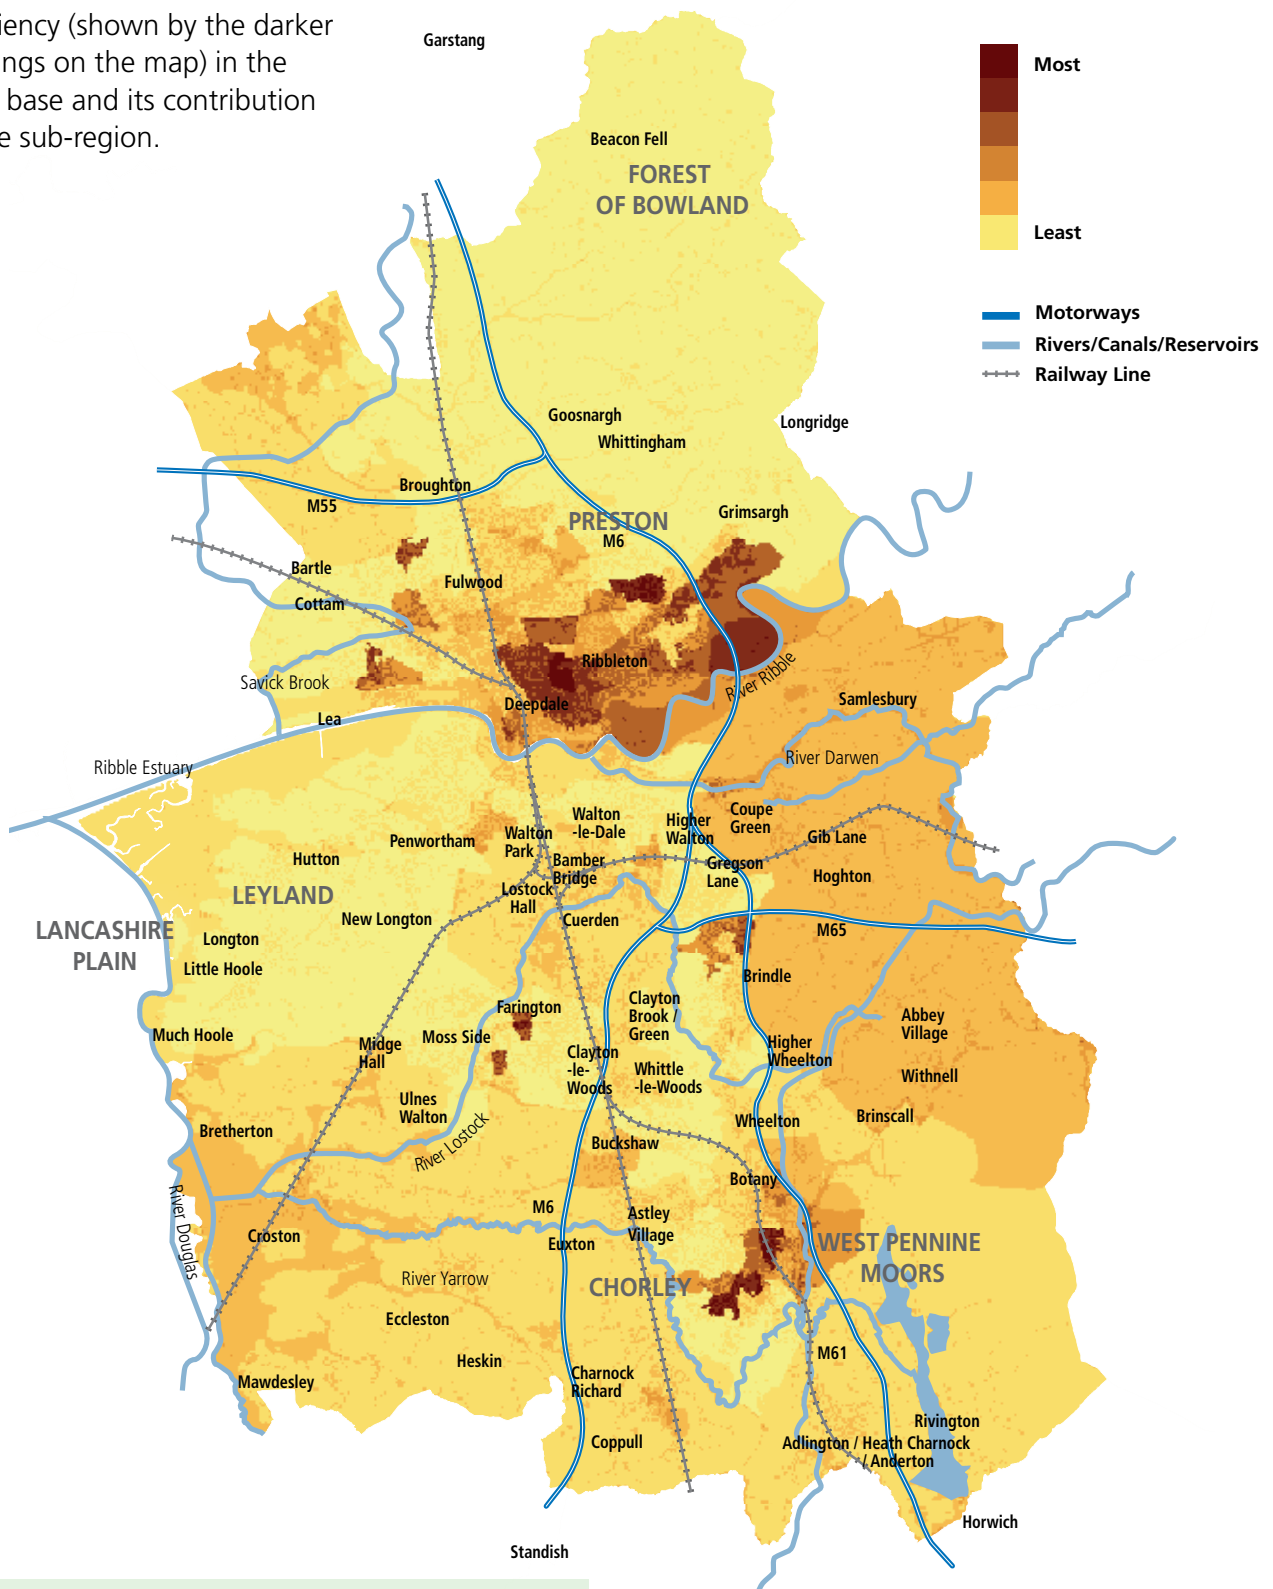 iency (shown by the darker
ings on the map) in the
base and its contribution
e sub-region.
Garstang
Most
Least
Motorways
Rivers/Canals/Reservoirs
Railway Line
Beacon Fell
FOREST
OF BOWLAND
Goosnargh
Longridge
Whittingham
Broughton
M55
Grimsargh
PRESTON
M6
Bartle
Fulwood
Cottam
Ribbleton
River Ribble
Savick Brook
Samlesbury
Deepdale
Lea
River Darwen
Ribble Estuary
Walton
-le-Dale
Coupe
Green
Higher
Walton
Penwortham
Walton
Park
Gib Lane
Hutton
Bamber
Bridge
Gregson
Lane
Hoghton
LEYLAND
Lostock
Hall
New Longton
Cuerden
LANCASHIRE
PLAIN
M65
Longton
Little Hoole
Brindle
Clayton
Brook /
Green
Farington
Abbey
Village
Much Hoole
Moss Side
Midge
Hall
Higher
Wheelton
Clayton
-le-
Woods
Whittle
-le-Woods
Withnell
Ulnes
Walton
Brinscall
Wheelton
Bretherton
River Lostock
Buckshaw
Botany
River Douglas
M6
Astley
Village
Croston
Euxton
WEST PENNINE
MOORS
River Yarrow
CHORLEY
Eccleston
M61
Heskin
Charnock
Richard
Mawdesley
Rivington
Coppull
Adlington / Heath Charnock
/ Anderton
Horwich
Standish